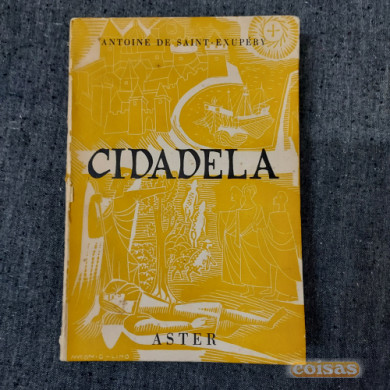 ANTOINE DE SAINT-EXUPÉRY
CIDADELA
ASTER
coisas